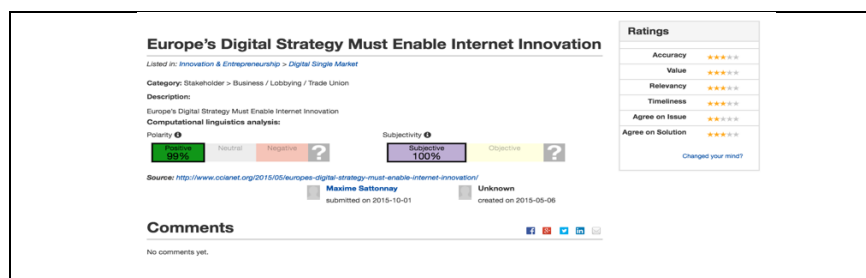 Europe's Digital Strategy Must Enable Internet Innovation
Listed in: Innovation & Entrepreneurship > Digital Single Market
Category: Stakeholder > Business / Lobbying / Trade Union
Description:
Europe's Digital Strategy Must Enable Internet Innovation
Computational linguistics analysis:
Polarity
Subjectivity
Positive
99%
Neutral
Negative
?
Subjective
100%
Objective
?
Source: http://www.ccianet.org/2015/05/europes-digital-strategy-must-enable-internet-innovation/
Maxime Sattonnay
submitted on 2015-10-01
Unknown
created on 2015-05-06
Comments
No comments yet.
Ratings
Accuracy
Value
Relevancy
Timeliness
Agree on Issue
Agree on Solution
Changed your mind?